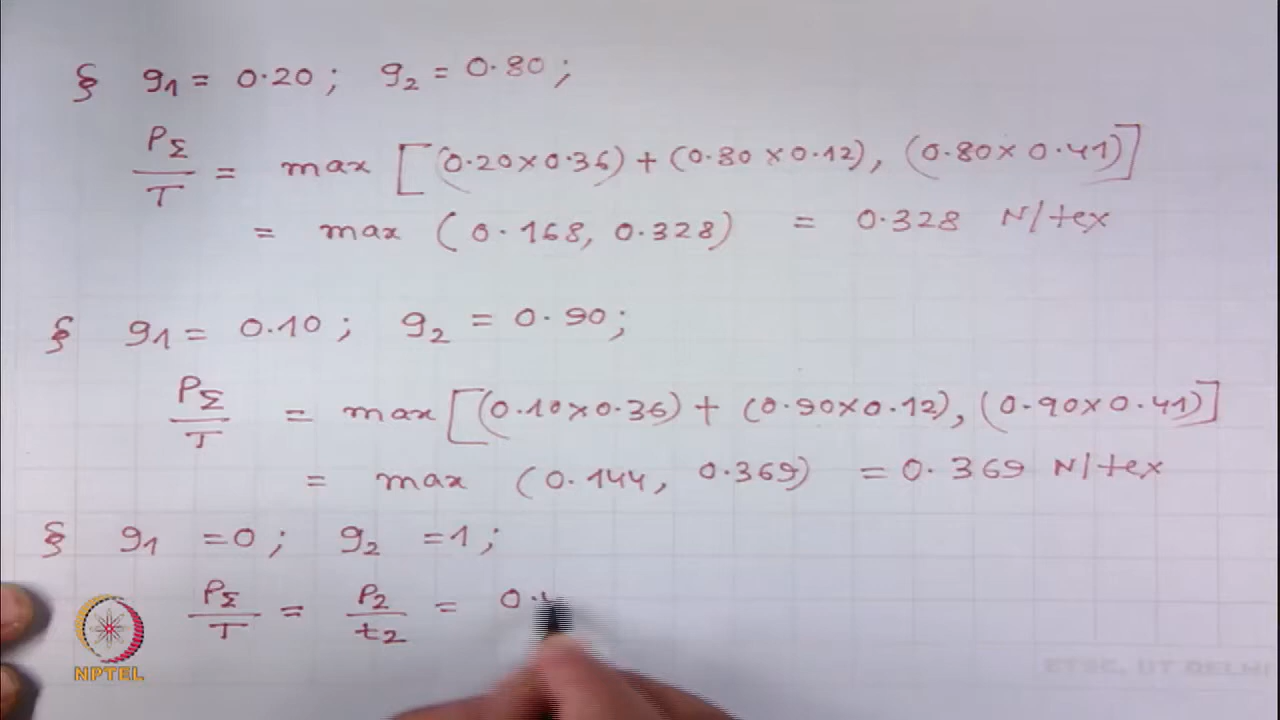 § g1 = 0.20 ; g2 = 0.80 ;
PΣ/T = max [(0.20×0.36) + (0.80×0.12), (0.80×0.41)]
= max (0.168, 0.328) = 0.328 N/tex
§ g1 = 0.10 ; g2 = 0.90 ;
PΣ/T = max [(0.10×0.36) + (0.90×0.12), (0.90×0.41)]
= max (0.144, 0.369) = 0.369 N/tex
§ g1 = 0 ; g2 = 1 ;
PΣ/T = P2/t2 = 0.
NPTEL
ETSC, IIT DELHI